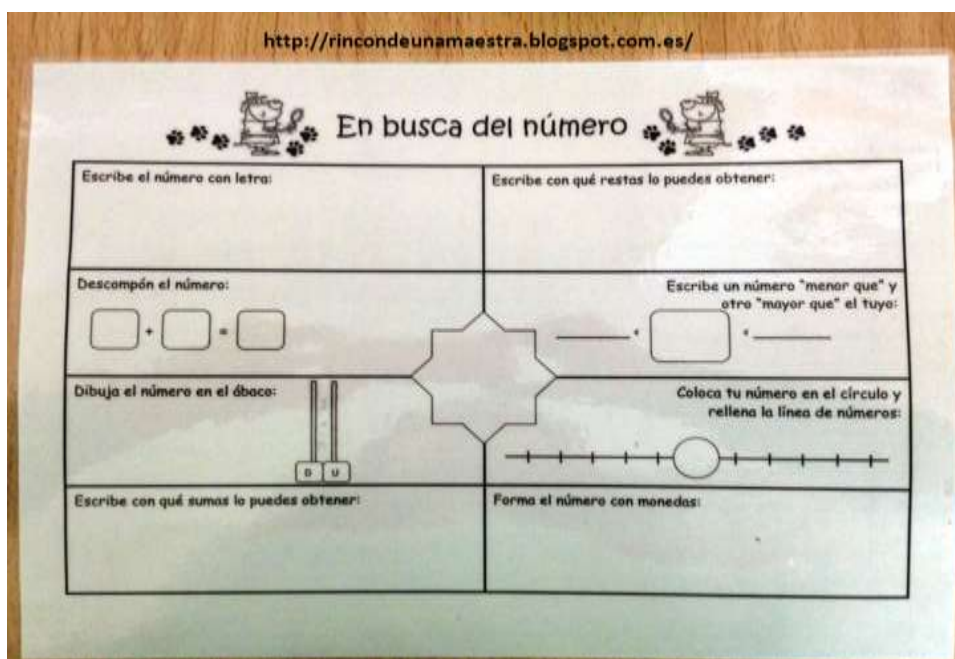 http://rincondeunamaestra.blogspot.com.es/
En busca del número
Escribe el número con letra:
Escribe con qué restas lo puedes obtener:
Descompón el número:
+ =
Escribe un número "menor que" y
otro "mayor que" el tuyo:
< <
Dibuja el número en el ábaco:
D U
Coloca tu número en el círculo y
rellena la línea de números:
Escribe con qué sumas lo puedes obtener:
Forma el número con monedas: